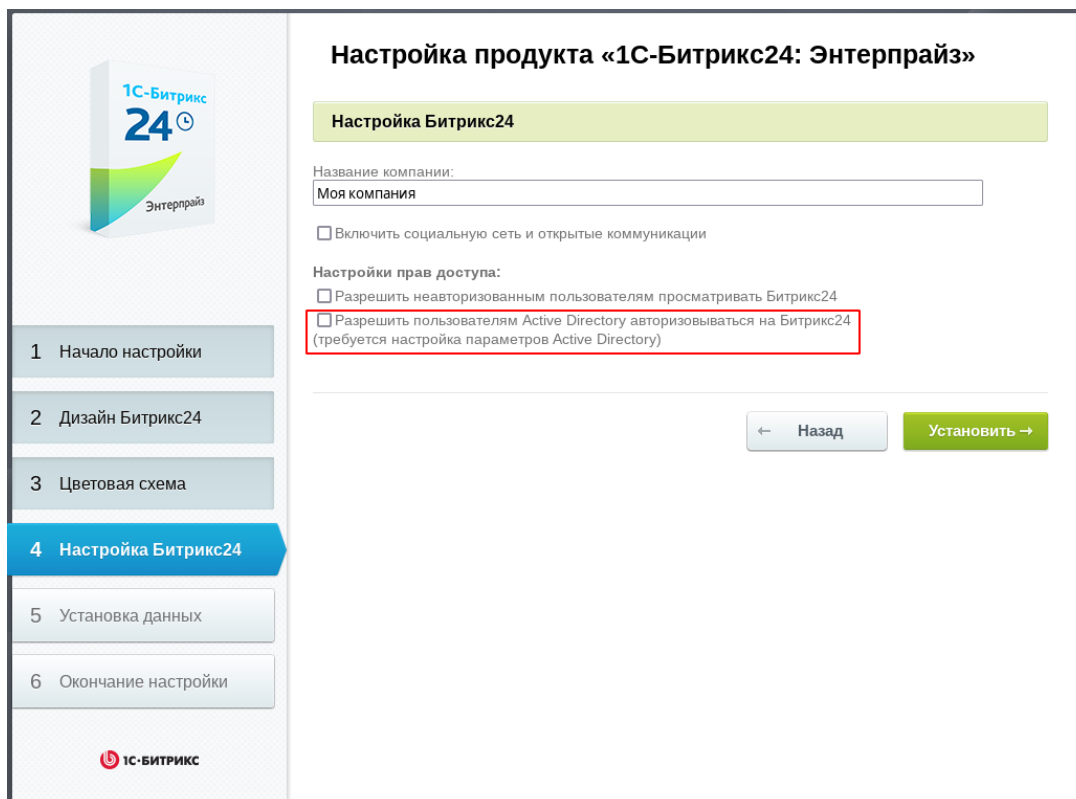 1С-Битрикс
24
Энтерпрайз
Настройка продукта «1С-Битрикс24: Энтерпрайз»
Настройка Битрикс24
Название компании:
Моя компания
Включить социальную сеть и открытые коммуникации
Настройки прав доступа:
Разрешить неавторизованным пользователям просматривать Битрикс24
Разрешить пользователям Active Directory авторизовываться на Битрикс24
(требуется настройка параметров Active Directory)
← Назад
Установить →
1 Начало настройки
2 Дизайн Битрикс24
3 Цветовая схема
4 Настройка Битрикс24
5 Установка данных
6 Окончание настройки
1С·БИТРИКС